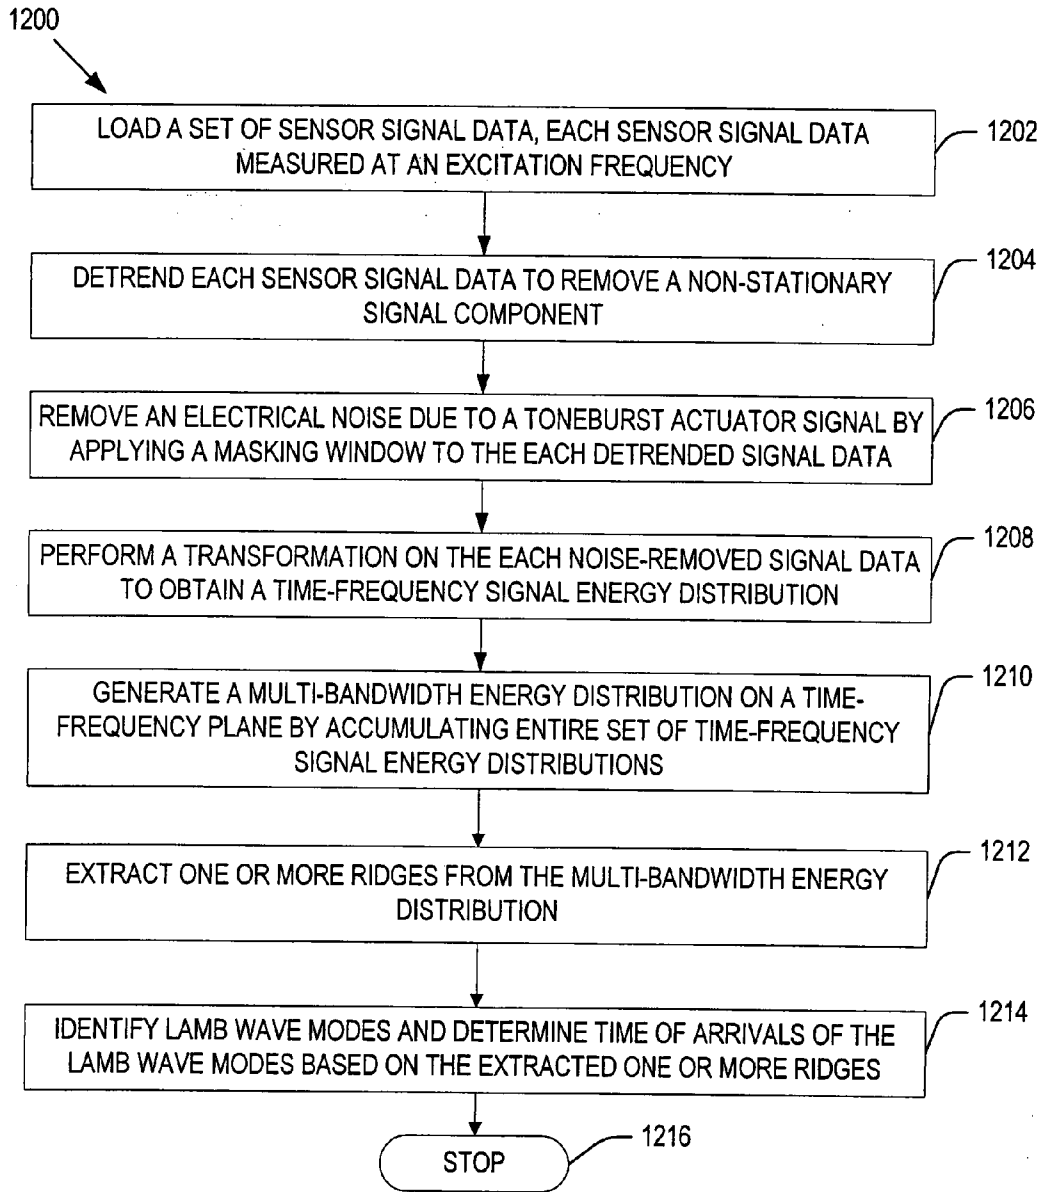 1200
LOAD A SET OF SENSOR SIGNAL DATA, EACH SENSOR SIGNAL DATA
MEASURED AT AN EXCITATION FREQUENCY
1202
DETREND EACH SENSOR SIGNAL DATA TO REMOVE A NON-STATIONARY
SIGNAL COMPONENT
1204
REMOVE AN ELECTRICAL NOISE DUE TO A TONEBURST ACTUATOR SIGNAL BY
APPLYING A MASKING WINDOW TO THE EACH DETRENDED SIGNAL DATA
1206
PERFORM A TRANSFORMATION ON THE EACH NOISE-REMOVED SIGNAL DATA
TO OBTAIN A TIME-FREQUENCY SIGNAL ENERGY DISTRIBUTION
1208
GENERATE A MULTI-BANDWIDTH ENERGY DISTRIBUTION ON A TIME-
FREQUENCY PLANE BY ACCUMULATING ENTIRE SET OF TIME-FREQUENCY
SIGNAL ENERGY DISTRIBUTIONS
1210
EXTRACT ONE OR MORE RIDGES FROM THE MULTI-BANDWIDTH ENERGY
DISTRIBUTION
1212
IDENTIFY LAMB WAVE MODES AND DETERMINE TIME OF ARRIVALS OF THE
LAMB WAVE MODES BASED ON THE EXTRACTED ONE OR MORE RIDGES
1214
STOP
1216